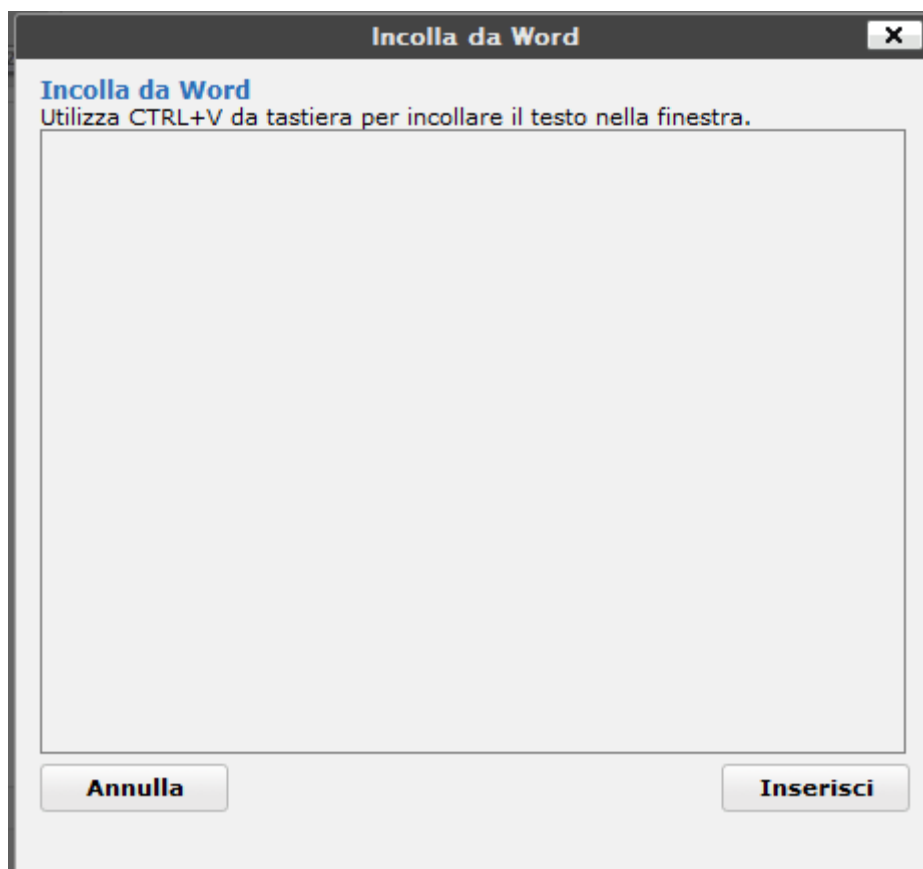 Incolla da Word
Incolla da Word
Utilizza CTRL+V da tastiera per incollare il testo nella finestra.
Annulla
Inserisci